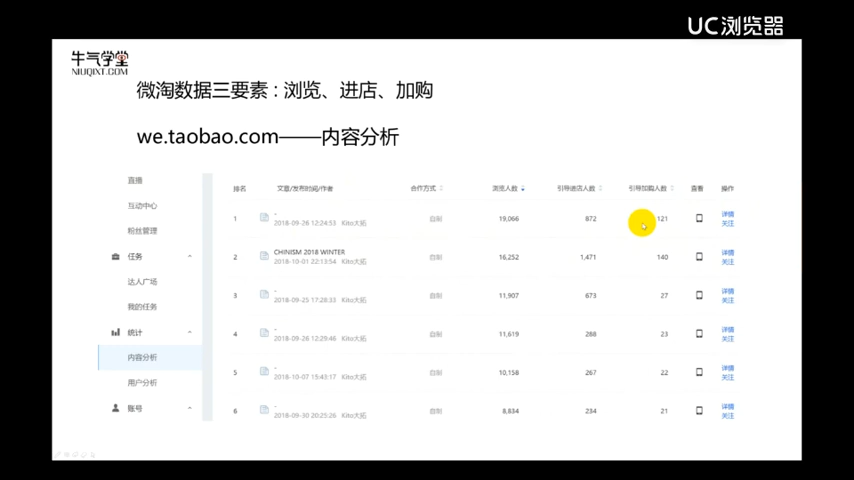 UC浏览器
牛气学堂
NIUQIXT.COM
微淘数据三要素：浏览、进店、加购
we.taobao.com——内容分析
直播
互动中心
粉丝管理
任务
达人广场
我的任务
统计
内容分析
用户分析
账号
排名 文章/发布时间/作者 合作方式 浏览人数 引导进店人数 引导加购人数 查看 操作
1 - 自制 19,066 872 121 详情
2018-09-26 12:24:53 Kito大拓 关注
2 CHINISM 2018 WINTER 自制 16,252 1,471 140 详情
2018-10-01 22:13:54 Kito大拓 关注
3 - 自制 11,907 673 27 详情
2018-09-25 17:28:33 Kito大拓 关注
4 - 自制 11,619 288 23 详情
2018-09-28 12:29:46 Kito大拓 关注
5 - 自制 10,158 267 22 详情
2018-10-07 15:43:17 Kito大拓 关注
6 - 自制 8,834 234 21 详情
2018-09-30 20:25:26 Kito大拓 关注